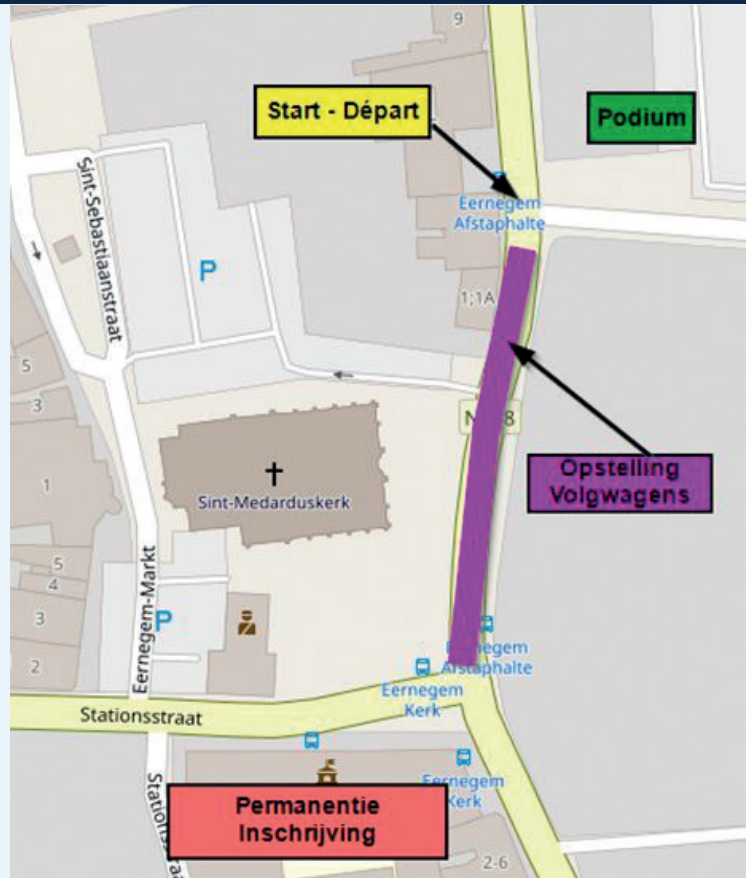 9
Start - Départ
Podium
Sint-Sebastiaanstraat
Eernegem
Afstaphalte
P
1;1A
5
3
N
8
1
Opstelling
Volgwagens
Sint-Medarduskerk
5
4
3
P
2
Eernegem-Markt
Eernegem
Afstaphalte
Eernegem
Kerk
Stationsstraat
Eernegem
Kerk
Permanentie
Inschrijving
2-6